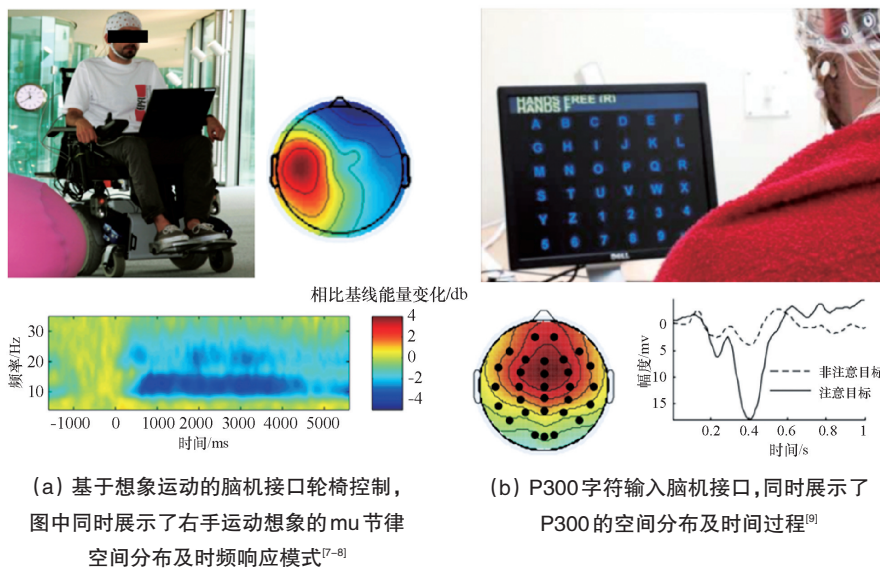 HANDS FREE (R)
HANDS F
A B C D E F
G H I J K L
M N O P Q R
S T U V W X
Y Z 1 2 3 4
5 6 7 8 9
DELL
相比基线能量变化/db
频率/Hz
30
20
10
-1000 0 1000 2000 3000 4000 5000
时间/ms
4
2
0
-2
-4
幅度/mv
0
5
10
15
0.2 0.4 0.6 0.8 1
时间/s
非注意目标
注意目标
(a) 基于想象运动的脑机接口轮椅控制，
图中同时展示了右手运动想象的mu节律
空间分布及时频响应模式[7-8]
(b) P300字符输入脑机接口，同时展示了
P300的空间分布及时间过程[9]